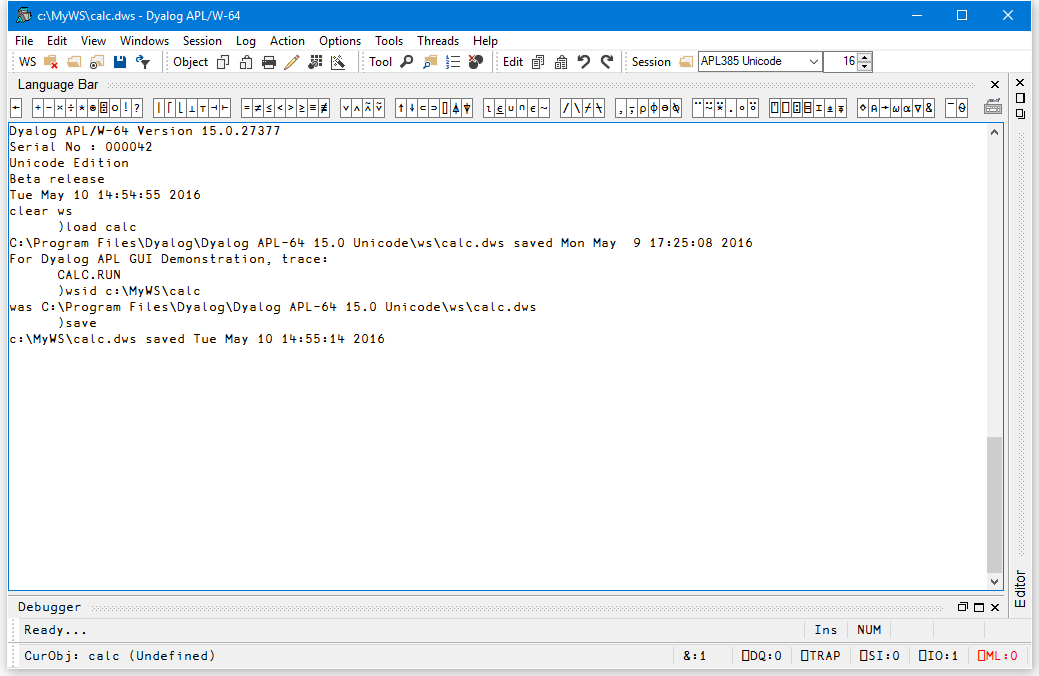 c:\MyWS\calc.dws - Dyalog APL/W-64
File Edit View Windows Session Log Action Options Tools Threads Help
WS Object Tool Edit Session APL385 Unicode 16
Language Bar
← + - × ÷ * ⍟ ⌹ ○ ! ? | ⌈ ⌊ ⊥ ⊤ ⊣ ⊢ = ≠ ≤ < > ≥ ≡ ≢ ∨ ∧ ⍲ ⍱ ↑ ↓ ⊂ ⊃ ⌷ ⍋ ⍒ ⍳ ⍷ ∪ ∩ ∊ ~ / \ ⌿ ⍀ , ⍪ ⍴ ⌽ ⊖ ⍉ ¨ ⍨ ⍣ . ∘ ⍤ ⍞ ⎕ ⍠ ⌸ ⌶ ⍎ ⍕ ⋄ ⍝ → ⍵ ⍺ ∇ & ¯ ⍬
Dyalog APL/W-64 Version 15.0.27377
Serial No : 000042
Unicode Edition
Beta release
Tue May 10 14:54:55 2016
clear ws
      )load calc
C:\Program Files\Dyalog\Dyalog APL-64 15.0 Unicode\ws\calc.dws saved Mon May  9 17:25:08 2016
For Dyalog APL GUI Demonstration, trace:
      CALC.RUN
      )wsid c:\MyWS\calc
was C:\Program Files\Dyalog\Dyalog APL-64 15.0 Unicode\ws\calc.dws
      )save
c:\MyWS\calc.dws saved Tue May 10 14:55:14 2016
Editor
Debugger
Ready... Ins NUM
CurObj: calc (Undefined) &:1 ⎕DQ:0 ⎕TRAP ⎕SI:0 ⎕IO:1 ⎕ML:0